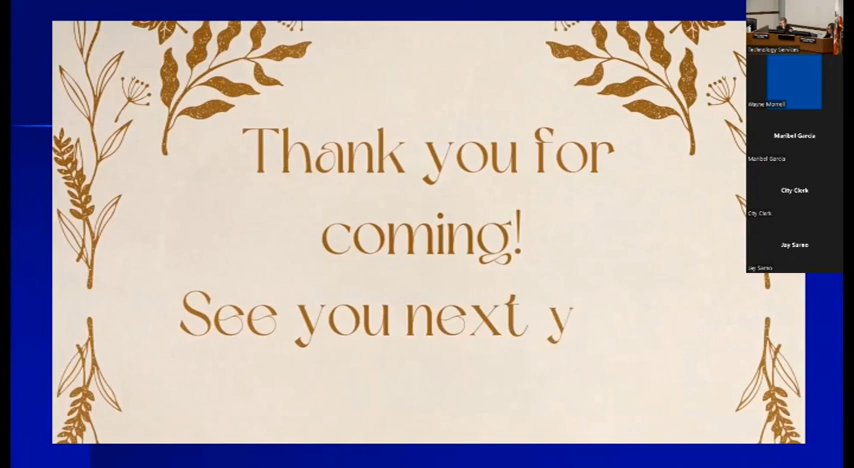 Thank you for
coming!
See you next y
Technology Services
Wayne Morrell
Maribel Garcia
Maribel Garcia
City Clerk
City Clerk
Jay Sarno
Jay Sarno